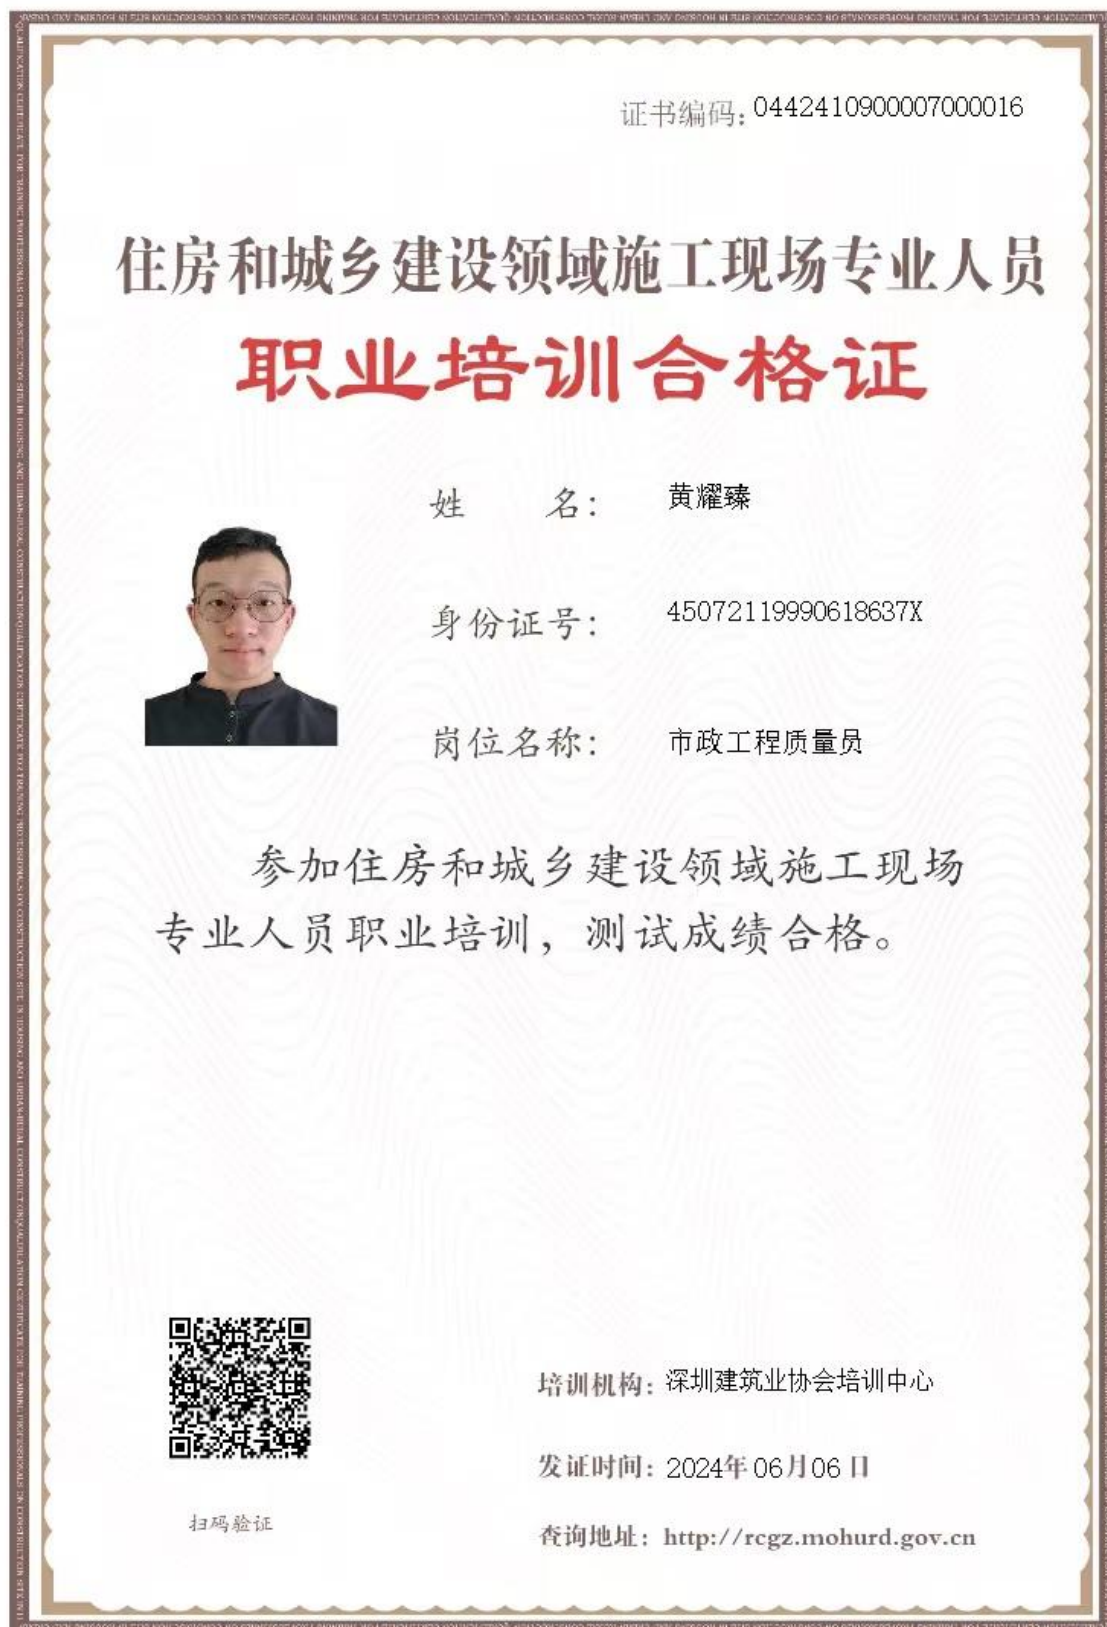 证书编码: 0442410900007000016
住房和城乡建设领域施工现场专业人员
职业培训合格证
姓 名: 黄耀臻
身份证号: 45072119990618637X
岗位名称: 市政工程质量员
参加住房和城乡建设领域施工现场
专业人员职业培训，测试成绩合格。
培训机构: 深圳建筑业协会培训中心
发证时间: 2024年06月06日
扫码验证
查询地址: http://rcgz.mohurd.gov.cn